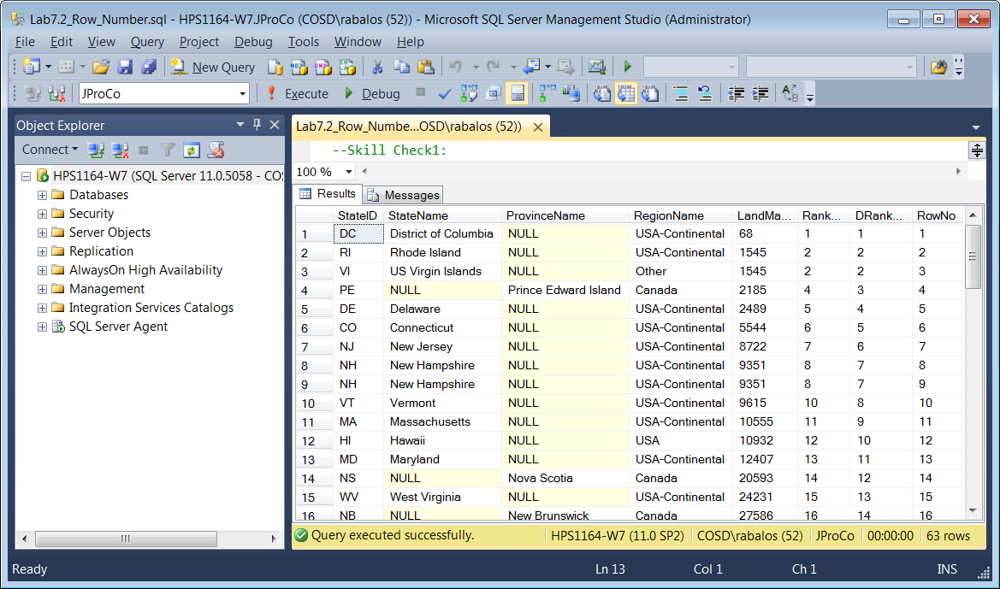 Lab7.2_Row_Number.sql - HPS1164-W7.JProCo (COSD\rabalos (52)) - Microsoft SQL Server Management Studio (Administrator)
File Edit View Query Project Debug Tools Window Help
New Query
JProCo Execute Debug
Object Explorer
Connect
HPS1164-W7 (SQL Server 11.0.5058 - COS
Databases
Security
Server Objects
Replication
AlwaysOn High Availability
Management
Integration Services Catalogs
SQL Server Agent
Lab7.2_Row_Numbe...OSD\rabalos (52))
--Skill Check1:
100 %
Results Messages
StateID StateName ProvinceName RegionName LandMa... Rank... DRank... RowNo
1 DC District of Columbia NULL USA-Continental 68 1 1 1
2 RI Rhode Island NULL USA-Continental 1545 2 2 2
3 VI US Virgin Islands NULL Other 1545 2 2 3
4 PE NULL Prince Edward Island Canada 2185 4 3 4
5 DE Delaware NULL USA-Continental 2489 5 4 5
6 CO Connecticut NULL USA-Continental 5544 6 5 6
7 NJ New Jersey NULL USA-Continental 8722 7 6 7
8 NH New Hampshire NULL USA-Continental 9351 8 7 8
9 NH New Hampshire NULL USA-Continental 9351 8 7 9
10 VT Vermont NULL USA-Continental 9615 10 8 10
11 MA Massachusetts NULL USA-Continental 10555 11 9 11
12 HI Hawaii NULL USA 10932 12 10 12
13 MD Maryland NULL USA-Continental 12407 13 11 13
14 NS NULL Nova Scotia Canada 20593 14 12 14
15 WV West Virginia NULL USA-Continental 24231 15 13 15
16 NB NULL New Brunswick Canada 27586 16 14 16
Query executed successfully. HPS1164-W7 (11.0 SP2) COSD\rabalos (52) JProCo 00:00:00 63 rows
Ready Ln 13 Col 1 Ch 1 INS